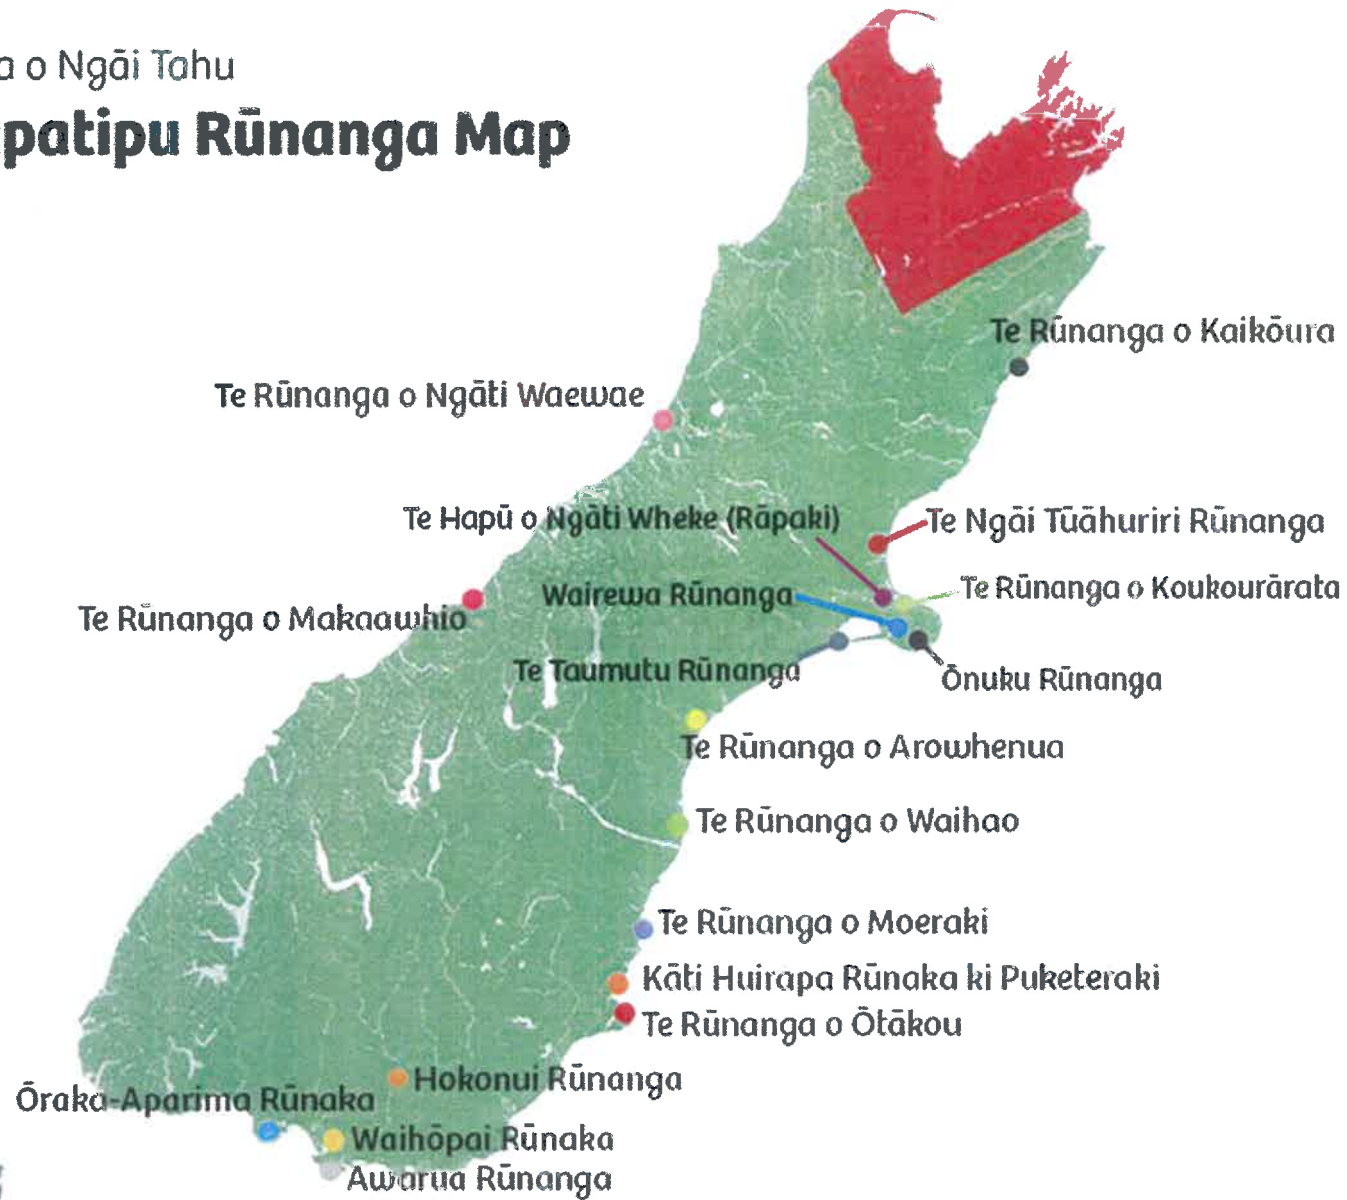 a o Ngāi Tahu
patipu Rūnanga Map
Te Rūnanga o Kaikōura
Te Rūnanga o Ngāti Waewae
Te Hapū o Ngāti Wheke (Rāpaki)
Te Ngāi Tūāhuriri Rūnanga
Te Rūnanga o Koukourārata
Wairewa Rūnanga
Te Rūnanga o Makaawhio
Te Taumutu Rūnanga
Ōnuku Rūnanga
Te Rūnanga o Arowhenua
Te Rūnanga o Waihao
Te Rūnanga o Moeraki
Kāti Huirapa Rūnaka ki Puketeraki
Te Rūnanga o Ōtākou
Hokonui Rūnanga
Ōraka-Aparima Rūnaka
Waihōpai Rūnaka
Awarua Rūnanga